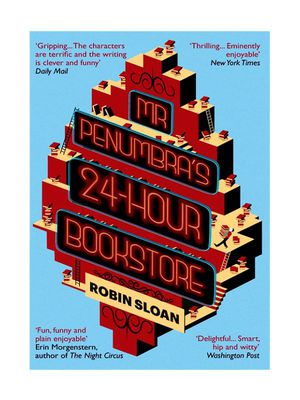 'Gripping... The characters
are terrific and the writing
is clever and funny'
Daily Mail
'Thrilling... Eminently
enjoyable'
New York Times
MR
PENUMBRA'S
24-HOUR
BOOKSTORE
ROBIN SLOAN
'Fun, funny and
plain enjoyable'
Erin Morgenstern,
author of The Night Circus
'Delightful... Smart,
hip and witty'
Washington Post